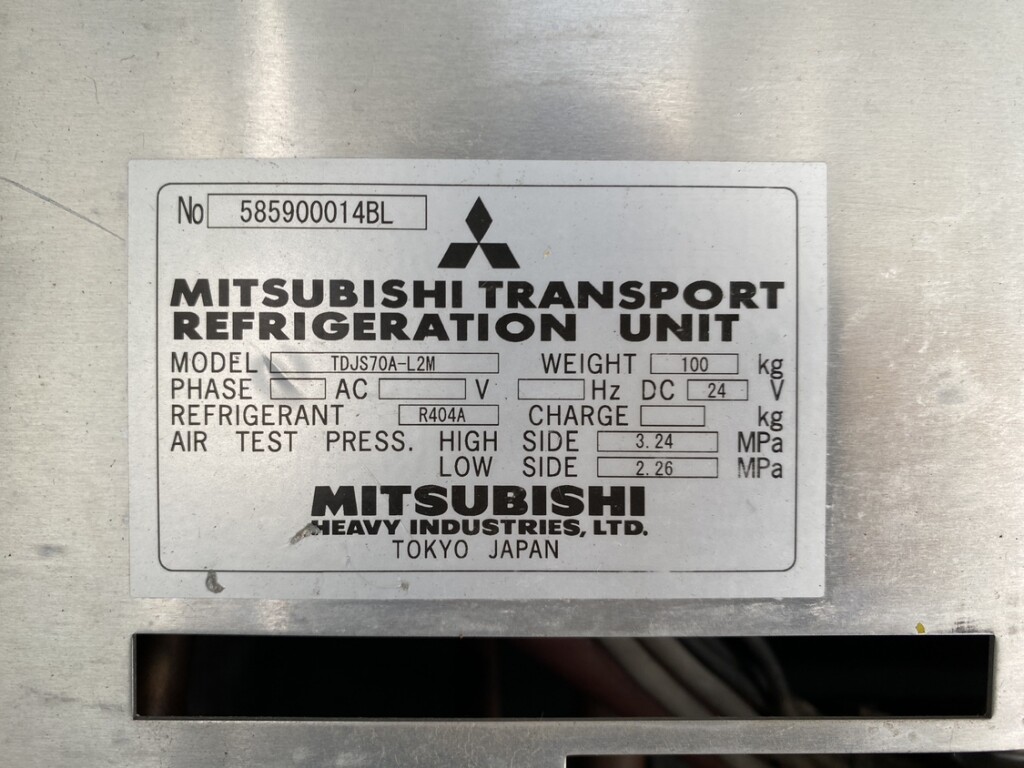 No 585900014BL
MITSUBISHI TRANSPORT
REFRIGERATION UNIT
MODEL TDJS70A-L2M WEIGHT 100 kg
PHASE AC V Hz DC 24 V
REFRIGERANT R404A CHARGE kg
AIR TEST PRESS. HIGH SIDE 3.24 MPa
LOW SIDE 2.26 MPa
MITSUBISHI
HEAVY INDUSTRIES, LTD.
TOKYO JAPAN